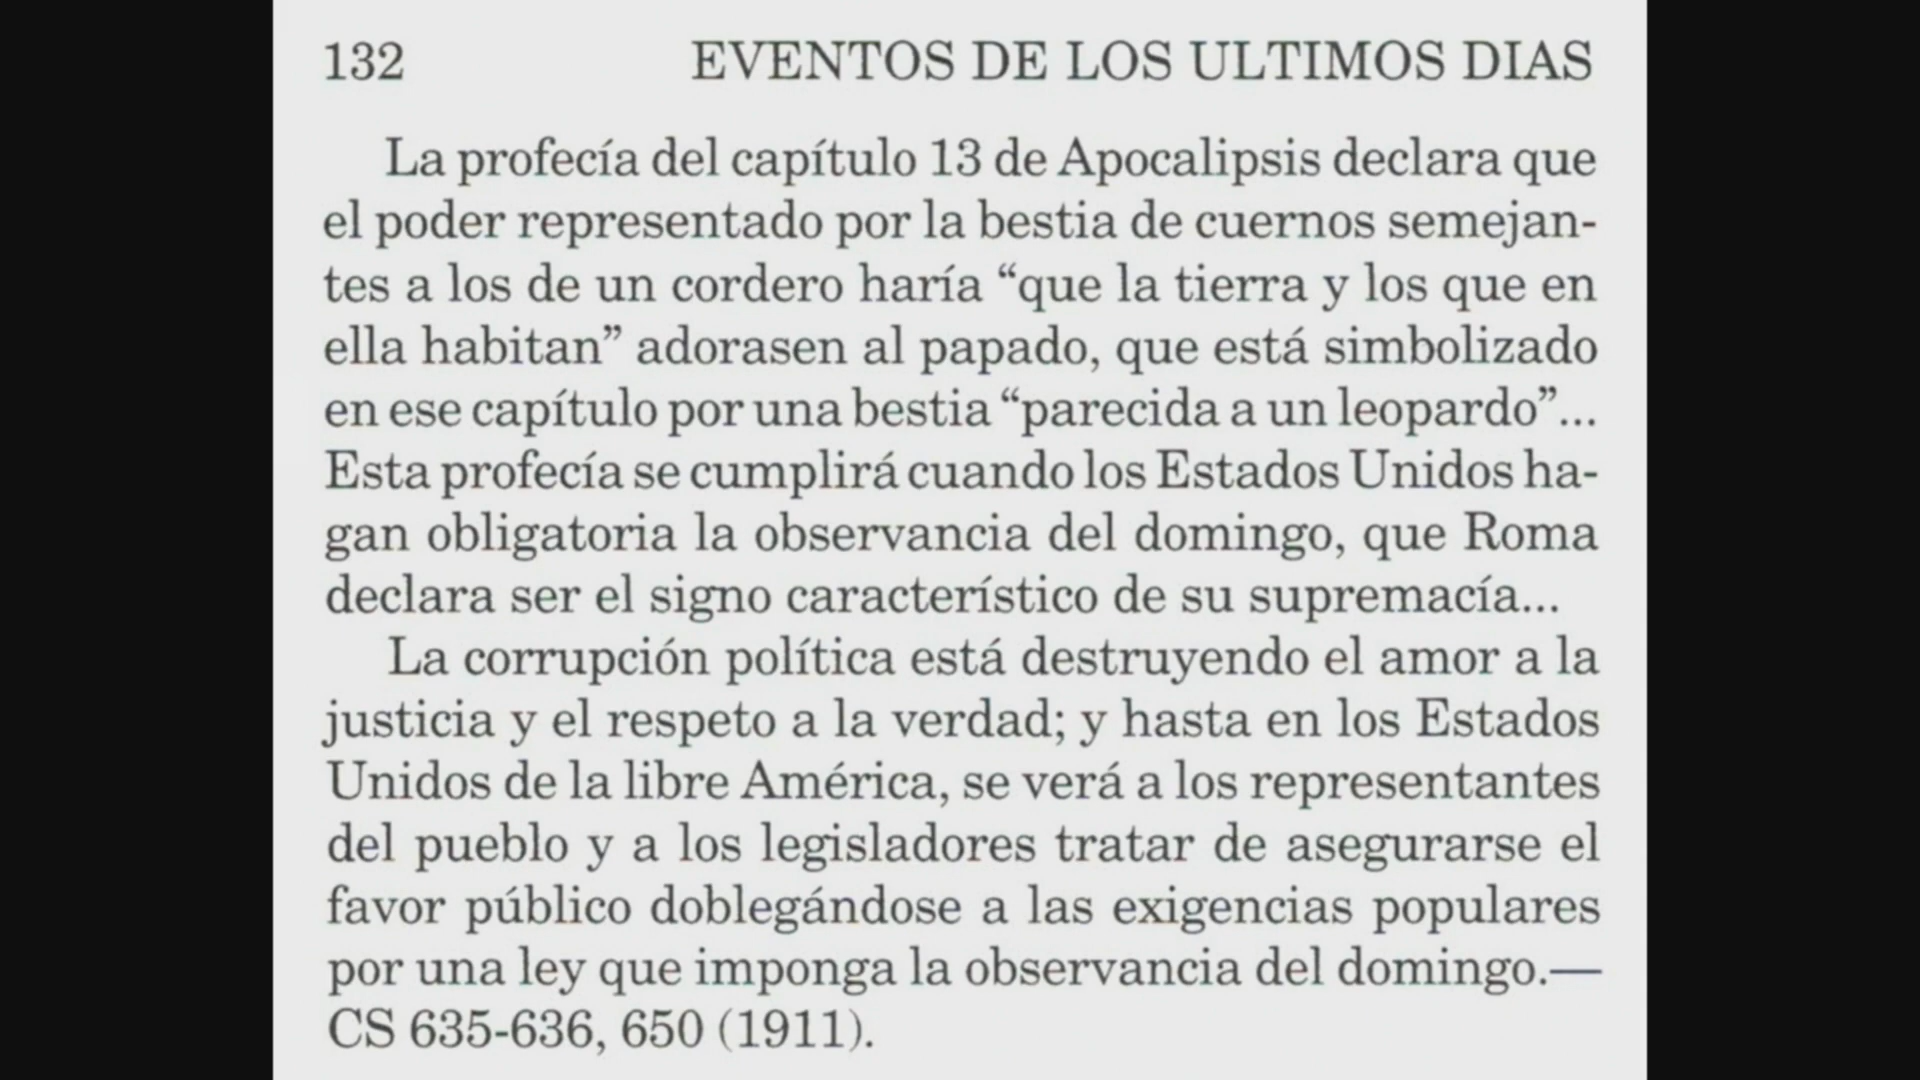 132 EVENTOS DE LOS ULTIMOS DIAS
La profecía del capítulo 13 de Apocalipsis declara que
el poder representado por la bestia de cuernos semejan-
tes a los de un cordero haría “que la tierra y los que en
ella habitan” adorasen al papado, que está simbolizado
en ese capítulo por una bestia “parecida a un leopardo”...
Esta profecía se cumplirá cuando los Estados Unidos ha-
gan obligatoria la observancia del domingo, que Roma
declara ser el signo característico de su supremacía...
La corrupción política está destruyendo el amor a la
justicia y el respeto a la verdad; y hasta en los Estados
Unidos de la libre América, se verá a los representantes
del pueblo y a los legisladores tratar de asegurarse el
favor público doblegándose a las exigencias populares
por una ley que imponga la observancia del domingo.—
CS 635-636, 650 (1911).